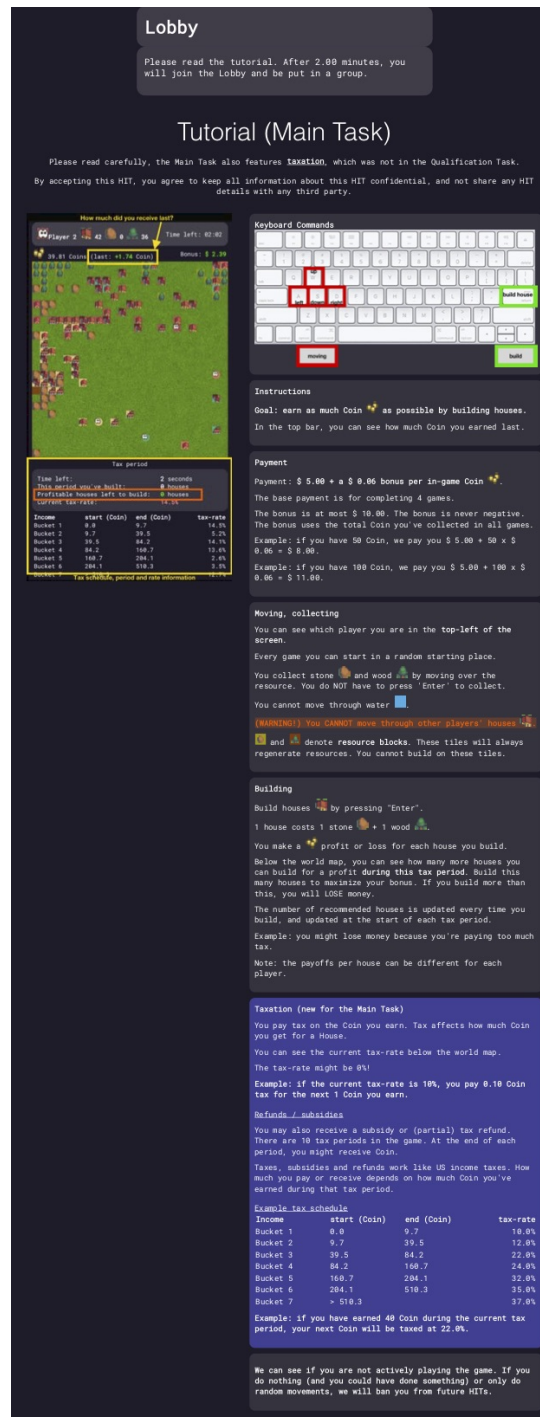 Lobby
Please read the tutorial. After 2.00 minutes, you
will join the Lobby and be put in a group.
Tutorial (Main Task)
Please read carefully, the Main Task also features taxation, which was not in the Qualification Task.
By accepting this HIT, you agree to keep all information about this HIT confidential, and not share any HIT
details with any third party.
How much did you receive last?
Player 2 42 0 36 Time left: 02:02
39.81 Coins (last: +1.74 Coin) Bonus: $ 2.39
Tax period
Time left: 2 seconds
This period you've built: 0 houses
Profitable houses left to build: 0 houses
Current tax-rate: 14.5%
Income start (Coin) end (Coin) tax-rate
Bucket 1 0.0 9.7 14.5%
Bucket 2 9.7 39.5 5.2%
Bucket 3 39.5 84.2 14.1%
Bucket 4 84.2 160.7 13.6%
Bucket 5 160.7 204.1 2.6%
Bucket 6 204.1 510.3 3.5%
Tax schedule, period and rate information
Keyboard Commands
up
left down right
build house
moving
build
Instructions
Goal: earn as much Coin as possible by building houses.
In the top bar, you can see how much Coin you earned last.
Payment
Payment: $ 5.00 + a $ 0.06 bonus per in-game Coin .
The base payment is for completing 4 games.
The bonus is at most $ 10.00. The bonus is never negative.
The bonus uses the total Coin you've collected in all games.
Example: if you have 50 Coin, we pay you $ 5.00 + 50 x $
0.06 = $ 8.00.
Example: if you have 100 Coin, we pay you $ 5.00 + 100 x $
0.06 = $ 11.00.
Moving, collecting
You can see which player you are in the top-left of the
screen.
Every game you can start in a random starting place.
You collect stone and wood by moving over the
resource. You do NOT have to press 'Enter' to collect.
You cannot move through water .
(WARNING!) You CANNOT move through other players' houses .
and denote resource blocks. These tiles will always
regenerate resources. You cannot build on these tiles.
Building
Build houses by pressing "Enter".
1 house costs 1 stone + 1 wood .
You make a profit or loss for each house you build.
Below the world map, you can see how many more houses you
can build for a profit during this tax period. Build this
many houses to maximize your bonus. If you build more than
this, you will LOSE money.
The number of recommended houses is updated every time you
build, and updated at the start of each tax period.
Example: you might lose money because you're paying too much
tax.
Note: the payoffs per house can be different for each
player.
Taxation (new for the Main Task)
You pay tax on the Coin you earn. Tax affects how much Coin
you get for a House.
You can see the current tax-rate below the world map.
The tax-rate might be 0%!
Example: if the current tax-rate is 10%, you pay 0.10 Coin
tax for the next 1 Coin you earn.
Refunds / subsidies
You may also receive a subsidy or (partial) tax refund.
There are 10 tax periods in the game. At the end of each
period, you might receive Coin.
Taxes, subsidies and refunds work like US income taxes. How
much you pay or receive depends on how much Coin you've
earned during that tax period.
Example tax schedule
Income start (Coin) end (Coin) tax-rate
Bucket 1 0.0 9.7 10.0%
Bucket 2 9.7 39.5 12.0%
Bucket 3 39.5 84.2 22.0%
Bucket 4 84.2 160.7 24.0%
Bucket 5 160.7 204.1 32.0%
Bucket 6 204.1 510.3 35.0%
Bucket 7 > 510.3 37.0%
Example: if you have earned 40 Coin during the current tax
period, your next Coin will be taxed at 22.0%.
We can see if you are not actively playing the game. If you
do nothing (and you could have done something) or only do
random movements, we will ban you from future HITs.